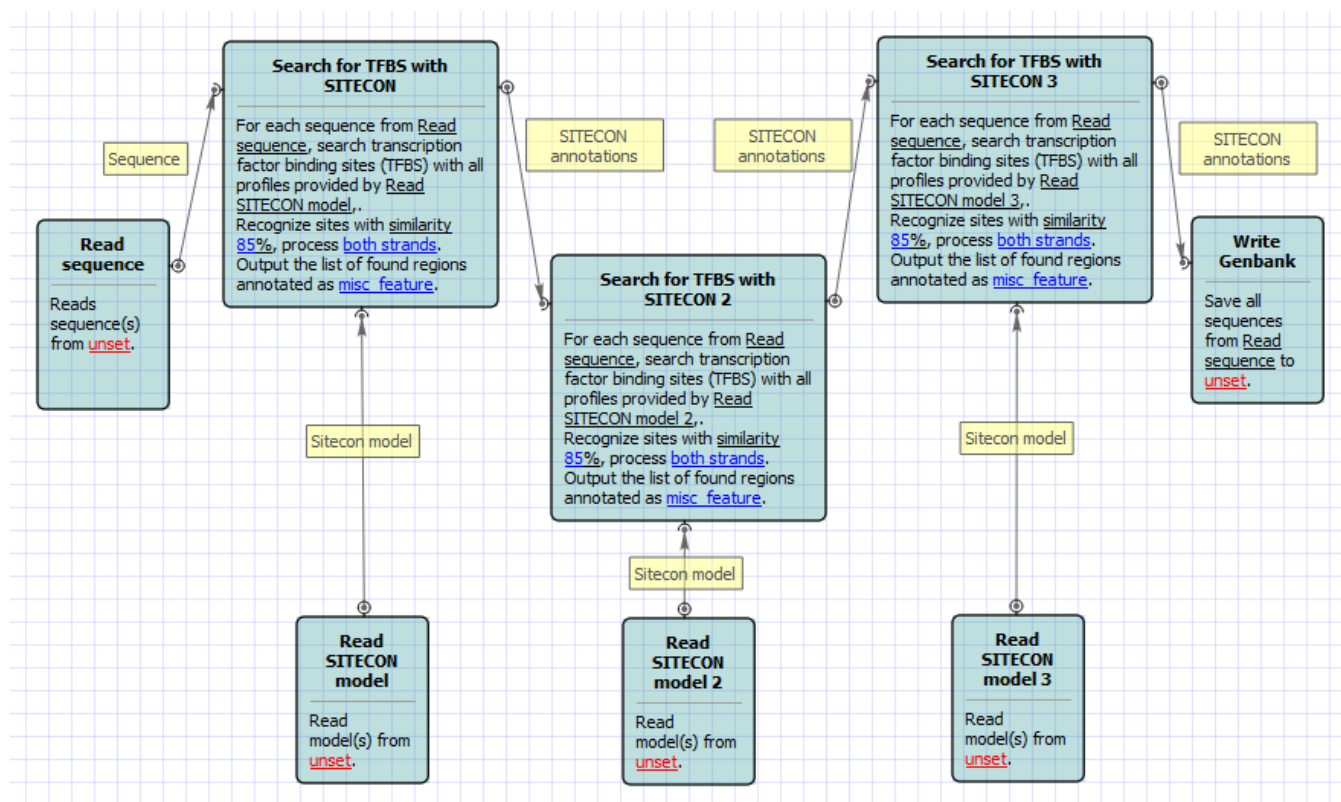 Search for TFBS with
SITECON
For each sequence from Read
sequence, search transcription
factor binding sites (TFBS) with all
profiles provided by Read
SITECON model,.
Recognize sites with similarity
85%, process both strands.
Output the list of found regions
annotated as misc_feature.
Search for TFBS with
SITECON 3
For each sequence from Read
sequence, search transcription
factor binding sites (TFBS) with all
profiles provided by Read
SITECON model 3,.
Recognize sites with similarity
85%, process both strands.
Output the list of found regions
annotated as misc_feature.
Sequence
SITECON
annotations
SITECON
annotations
SITECON
annotations
Read
sequence
Reads
sequence(s)
from unset.
Search for TFBS with
SITECON 2
For each sequence from Read
sequence, search transcription
factor binding sites (TFBS) with all
profiles provided by Read
SITECON model 2,.
Recognize sites with similarity
85%, process both strands.
Output the list of found regions
annotated as misc_feature.
Write
Genbank
Save all
sequences
from Read
sequence to
unset.
Sitecon model
Sitecon model
Sitecon model
Read
SITECON
model
Read
model(s) from
unset.
Read
SITECON
model 2
Read
model(s) from
unset.
Read
SITECON
model 3
Read
model(s) from
unset.